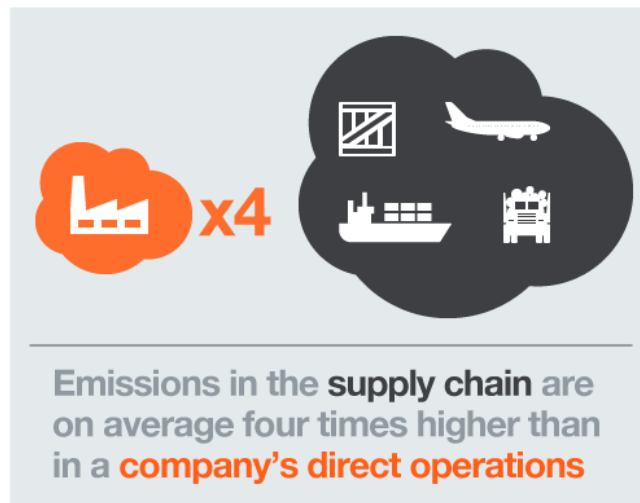 x4
Emissions in the supply chain are
on average four times higher than
in a company's direct operations